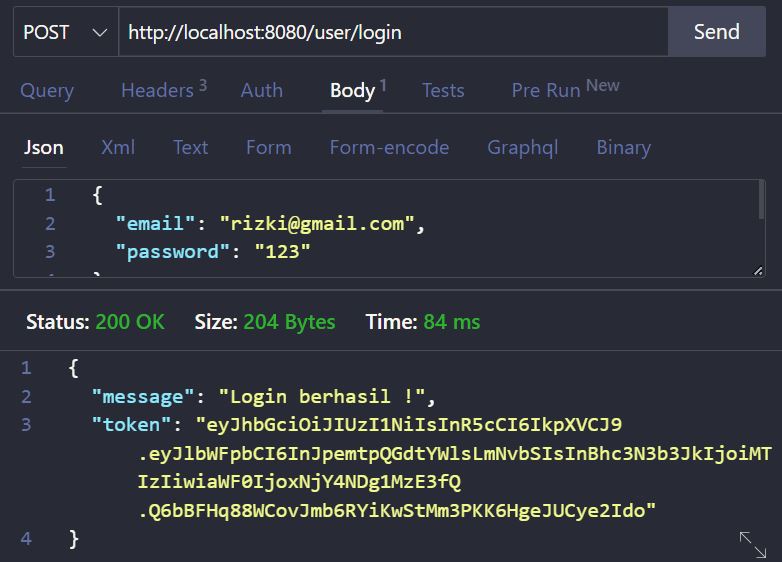 POST http://localhost:8080/user/login Send
Query Headers 3 Auth Body 1 Tests Pre Run New
Json Xml Text Form Form-encode Graphql Binary
1 {
2 "email": "rizki@gmail.com",
3 "password": "123"
Status: 200 OK Size: 204 Bytes Time: 84 ms
1 {
2 "message": "Login berhasil !",
3 "token": "eyJhbGciOiJIUzI1NiIsInR5cCI6IkpXVCJ9
.eyJlbWFpbCI6InJpemtpQGdtYWlsLmNvbSIsInBhc3N3b3JkIjoiMT
IzIiwiaWF0IjoxNjY4NDg1MzE3fQ
.Q6bBFHq88WCovJmb6RYiKwStMm3PKK6HgeJUCye2Ido"
4 }